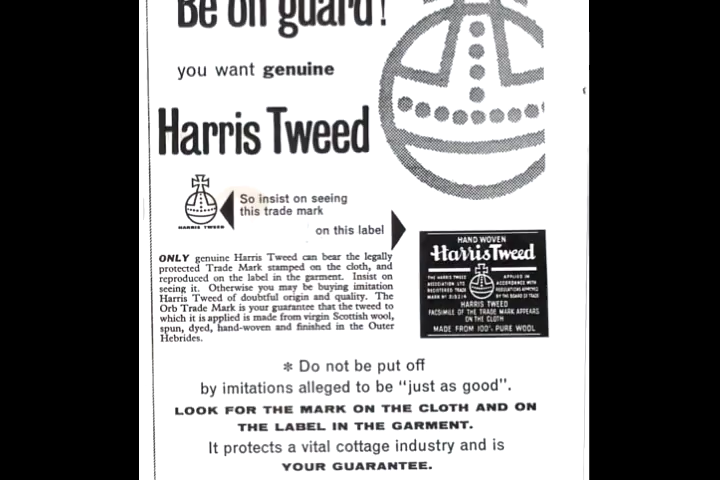 Be on guard!
you want genuine
Harris Tweed
HARRIS TWEED
So insist on seeing
this trade mark
on this label
ONLY genuine Harris Tweed can bear the legally
protected Trade Mark stamped on the cloth, and
reproduced on the label in the garment. Insist on
seeing it. Otherwise you may be buying imitation
Harris Tweed of doubtful origin and quality. The
Orb Trade Mark is your guarantee that the tweed to
which it is applied is made from virgin Scottish wool,
spun, dyed, hand-woven and finished in the Outer
Hebrides.
HAND WOVEN
Harris Tweed
THE HARRIS TWEED
ASSOCIATION LTD
REGISTERED TRADE
MARK Nº
APPLIED IN
ACCORDANCE WITH
REGULATIONS APPROVED
BY THE BOARD OF TRADE
HARRIS TWEED
FACSIMILE OF THE TRADE MARK APPEARS
ON THE CLOTH
MADE FROM 100% PURE WOOL
* Do not be put off
by imitations alleged to be "just as good".
LOOK FOR THE MARK ON THE CLOTH AND ON
THE LABEL IN THE GARMENT.
It protects a vital cottage industry and is
YOUR GUARANTEE.